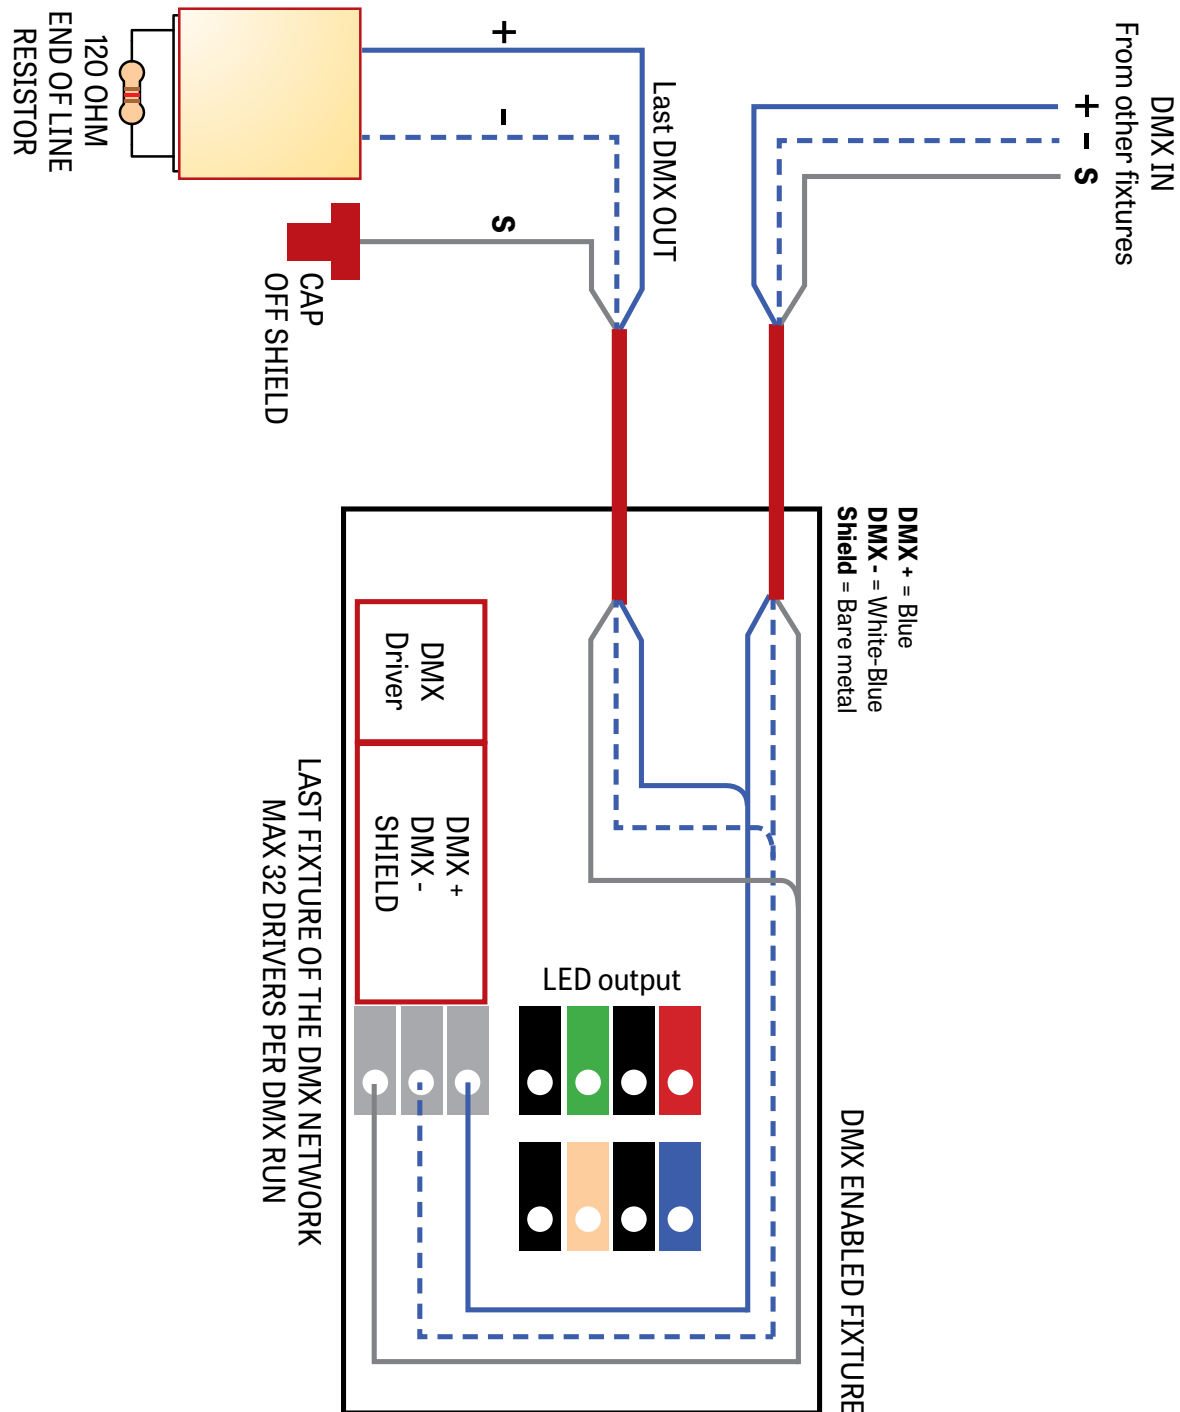 DMX IN
From other fixtures
+
-
s
Last DMX OUT
+
-
s
120 OHM
END OF LINE
RESISTOR
CAP
OFF SHIELD
DMX + = Blue
DMX - = White-Blue
Shield = Bare metal
DMX
Driver
DMX +
DMX -
SHIELD
LED output
DMX ENABLED FIXTURE
LAST FIXTURE OF THE DMX NETWORK
MAX 32 DRIVERS PER DMX RUN